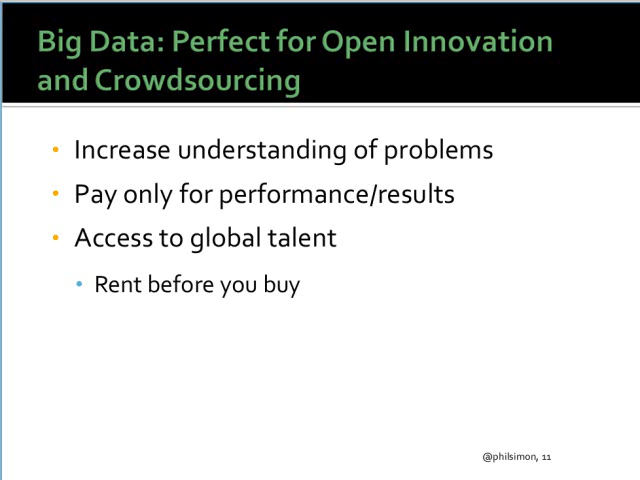 Big Data: Perfect for Open Innovation
and Crowdsourcing
• Increase understanding of problems
• Pay only for performance/results
• Access to global talent
• Rent before you buy
@philsimon, 11